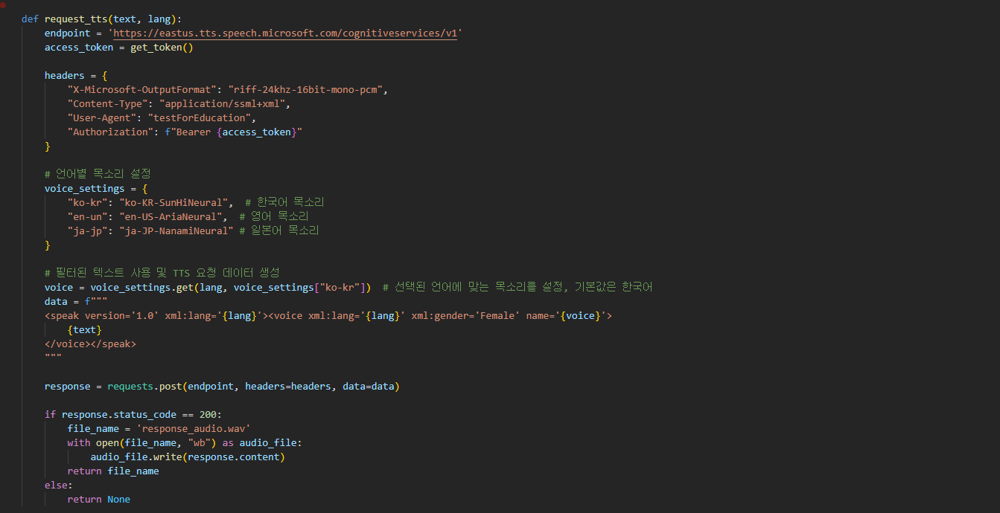 def request_tts(text, lang):
    endpoint = 'https://eastus.tts.speech.microsoft.com/cognitiveservices/v1'
    access_token = get_token()

    headers = {
        "X-Microsoft-OutputFormat": "riff-24khz-16bit-mono-pcm",
        "Content-Type": "application/ssml+xml",
        "User-Agent": "testForEducation",
        "Authorization": f"Bearer {access_token}"
    }

    # 언어별 목소리 설정
    voice_settings = {
        "ko-kr": "ko-KR-SunHiNeural",  # 한국어 목소리
        "en-un": "en-US-AriaNeural",  # 영어 목소리
        "ja-jp": "ja-JP-NanamiNeural" # 일본어 목소리
    }

    # 필터된 텍스트 사용 및 TTS 요청 데이터 생성
    voice = voice_settings.get(lang, voice_settings["ko-kr"])  # 선택된 언어에 맞는 목소리를 설정, 기본값은 한국어
    data = f"""
    <speak version='1.0' xml:lang='{lang}'><voice xml:lang='{lang}' xml:gender='Female' name='{voice}'>
        {text}
    </voice></speak>
    """

    response = requests.post(endpoint, headers=headers, data=data)

    if response.status_code == 200:
        file_name = 'response_audio.wav'
        with open(file_name, "wb") as audio_file:
            audio_file.write(response.content)
        return file_name
    else:
        return None